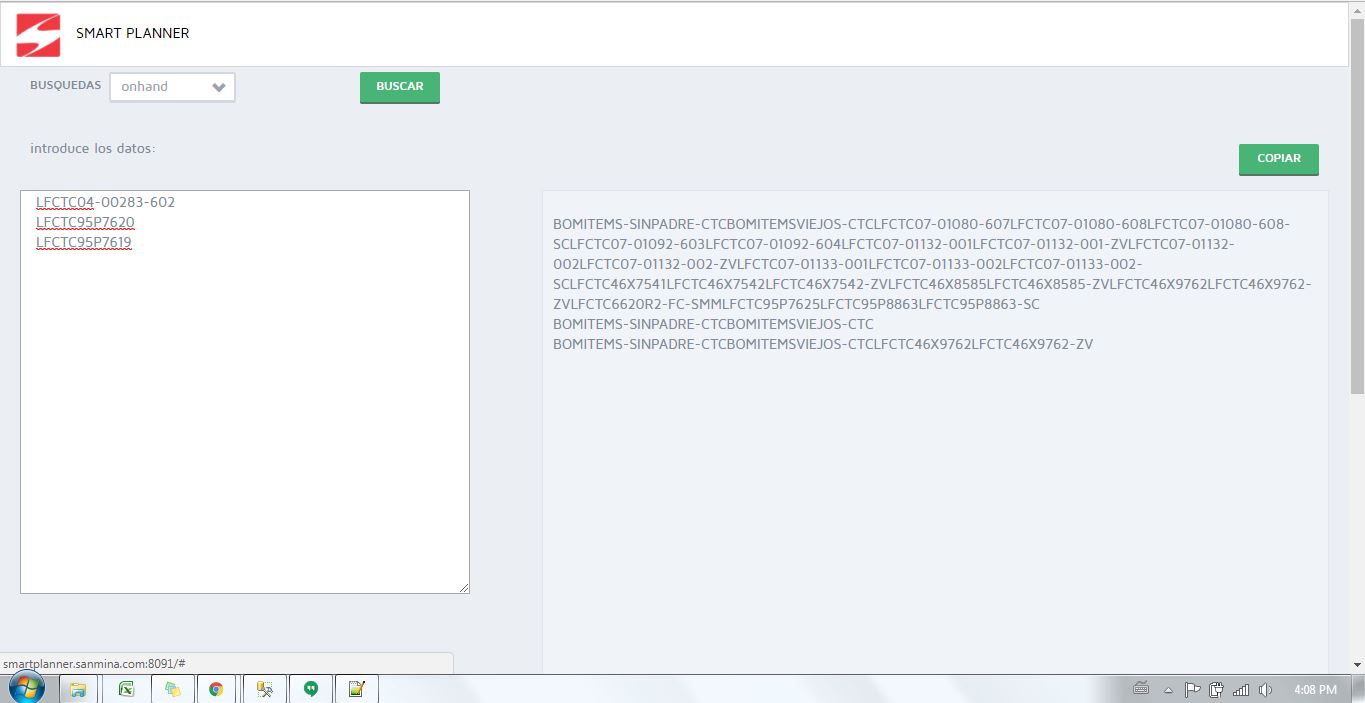 SMART PLANNER
BUSQUEDAS onhand BUSCAR
introduce los datos:
COPIAR
LFCTC04-00283-602
LFCTC95P7620
LFCTC95P7619
BOMITEMS-SINPADRE-CTCBOMITEMSVIEJOS-CTCLFCTC07-01080-607LFCTC07-01080-608LFCTC07-01080-608-
SCLFCTC07-01092-603LFCTC07-01092-604LFCTC07-01132-001LFCTC07-01132-001-ZVLFCTC07-01132-
002LFCTC07-01132-002-ZVLFCTC07-01133-001LFCTC07-01133-002LFCTC07-01133-002-
SCLFCTC46X7541LFCTC46X7542LFCTC46X7542-ZVLFCTC46X8585LFCTC46X8585-ZVLFCTC46X9762LFCTC46X9762-
ZVLFCTC6620R2-FC-SMMLFCTC95P7625LFCTC95P8863LFCTC95P8863-SC
BOMITEMS-SINPADRE-CTCBOMITEMSVIEJOS-CTC
BOMITEMS-SINPADRE-CTCBOMITEMSVIEJOS-CTCLFCTC46X9762LFCTC46X9762-ZV
smartplanner.sanmina.com:8091/#
4:08 PM